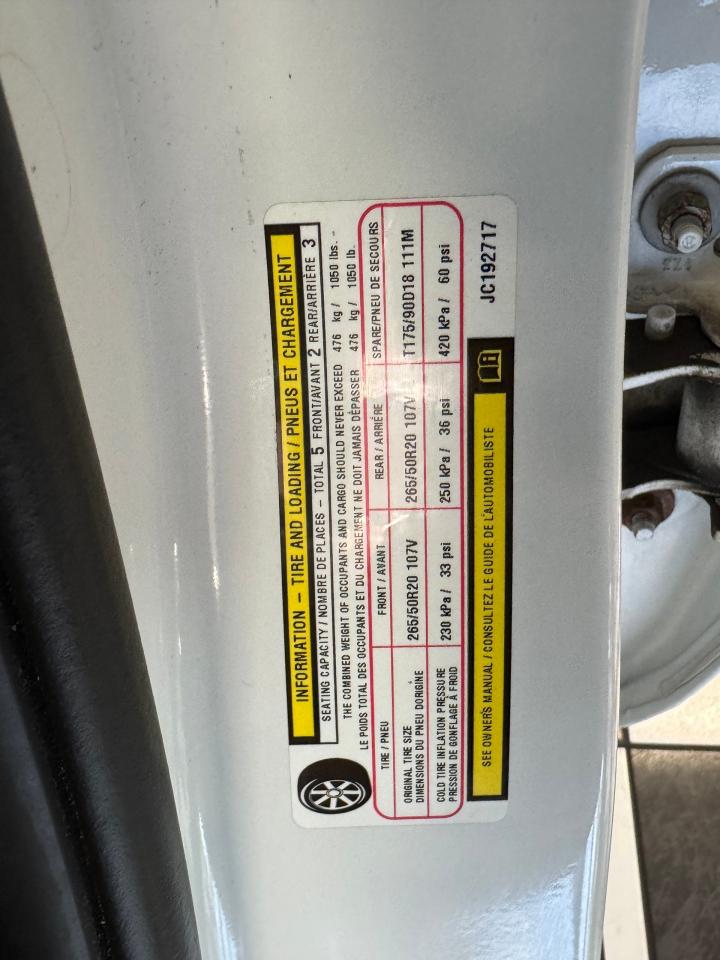 INFORMATION – TIRE AND LOADING / PNEUS ET CHARGEMENT
SEATING CAPACITY / NOMBRE DE PLACES – TOTAL 5 FRONT/AVANT 2 REAR/ARRIÈRE 3
THE COMBINED WEIGHT OF OCCUPANTS AND CARGO SHOULD NEVER EXCEED 476 kg / 1050 lbs.
LE POIDS TOTAL DES OCCUPANTS ET DU CHARGEMENT NE DOIT JAMAIS DÉPASSER 476 kg / 1050 lb.
TIRE / PNEU FRONT / AVANT REAR / ARRIÈRE SPARE/PNEU DE SECOURS
ORIGINAL TIRE SIZE
DIMENSIONS DU PNEU D'ORIGINE
265/50R20 107V 265/50R20 107V T175/90D18 111M
COLD TIRE INFLATION PRESSURE
PRESSION DE GONFLAGE À FROID
230 kPa / 33 psi 250 kPa / 36 psi 420 kPa / 60 psi
SEE OWNER'S MANUAL / CONSULTEZ LE GUIDE DE L'AUTOMOBILISTE
JC192717